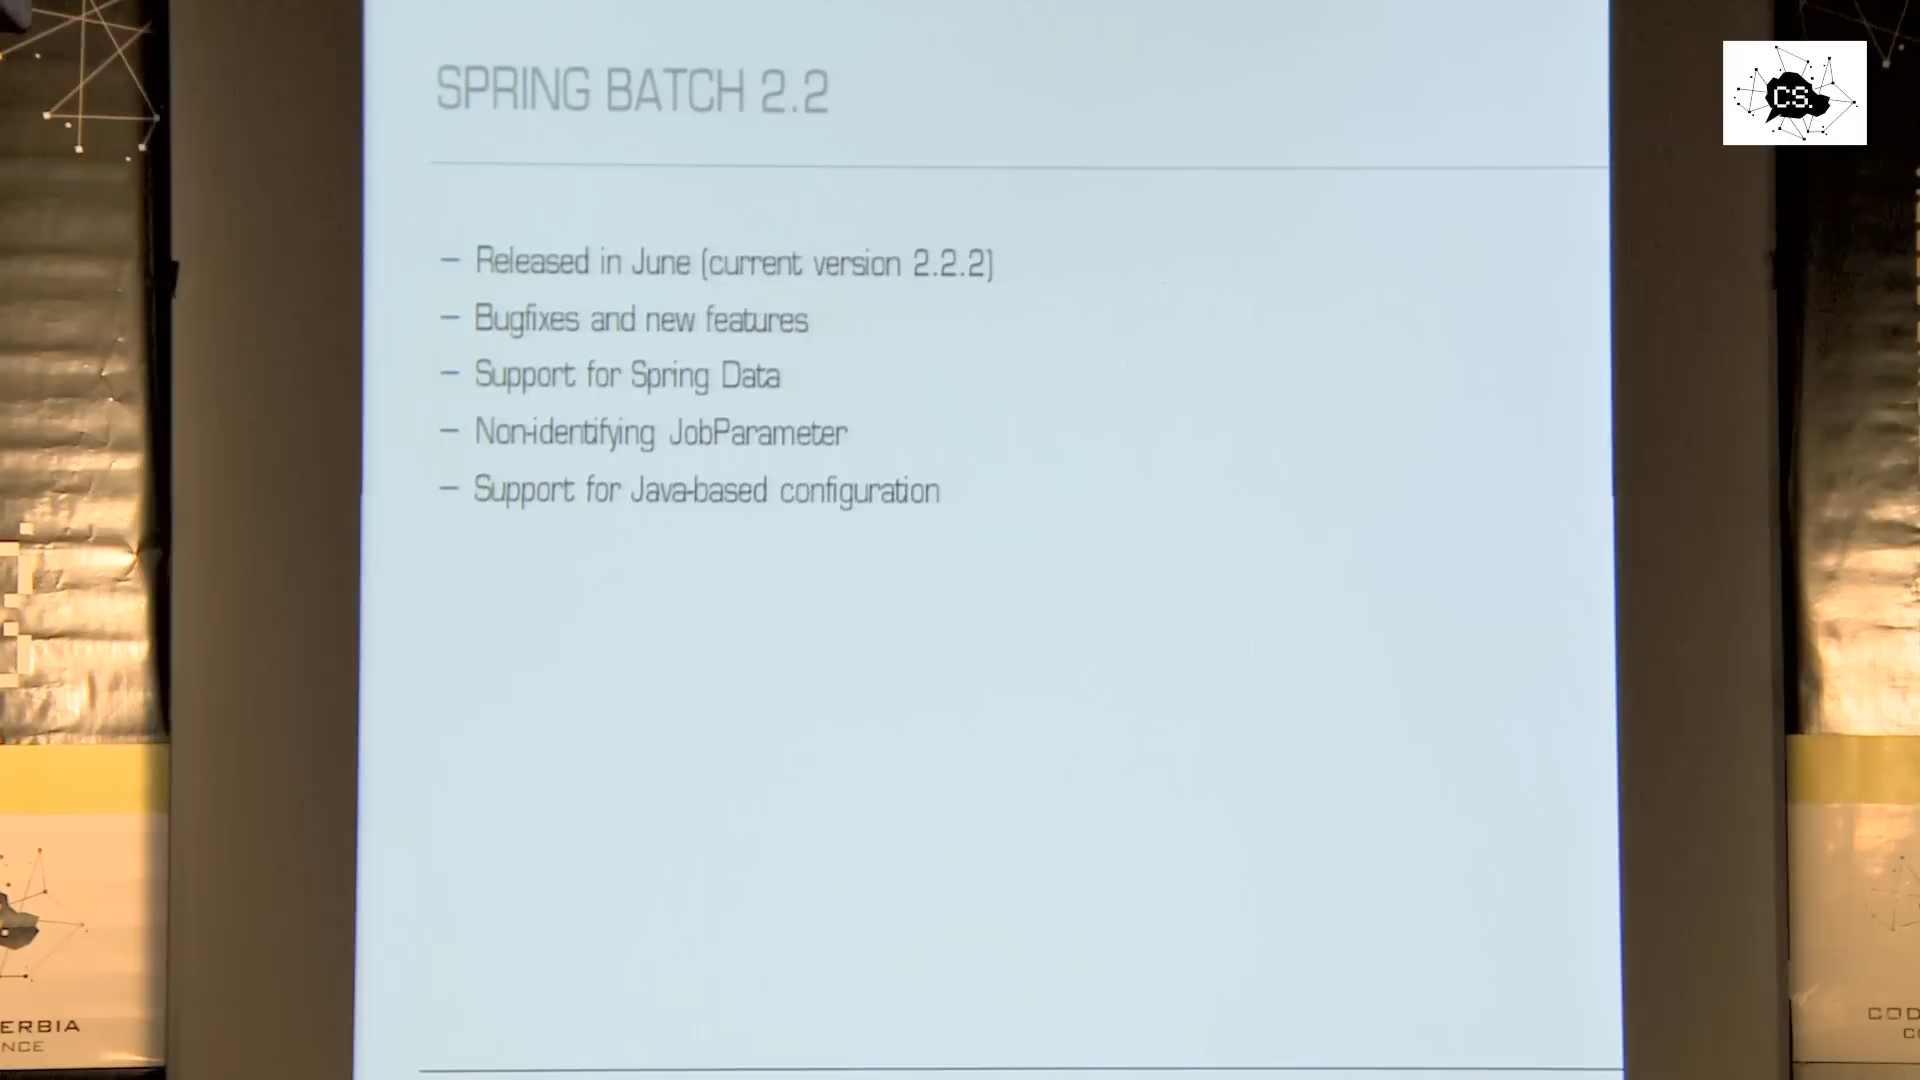 SPRING BATCH 2.2
CS.
– Released in June (current version 2.2.2)
– Bugfixes and new features
– Support for Spring Data
– Non-identifying JobParameter
– Support for Java-based configuration
ERBIA
NCE
COD
C